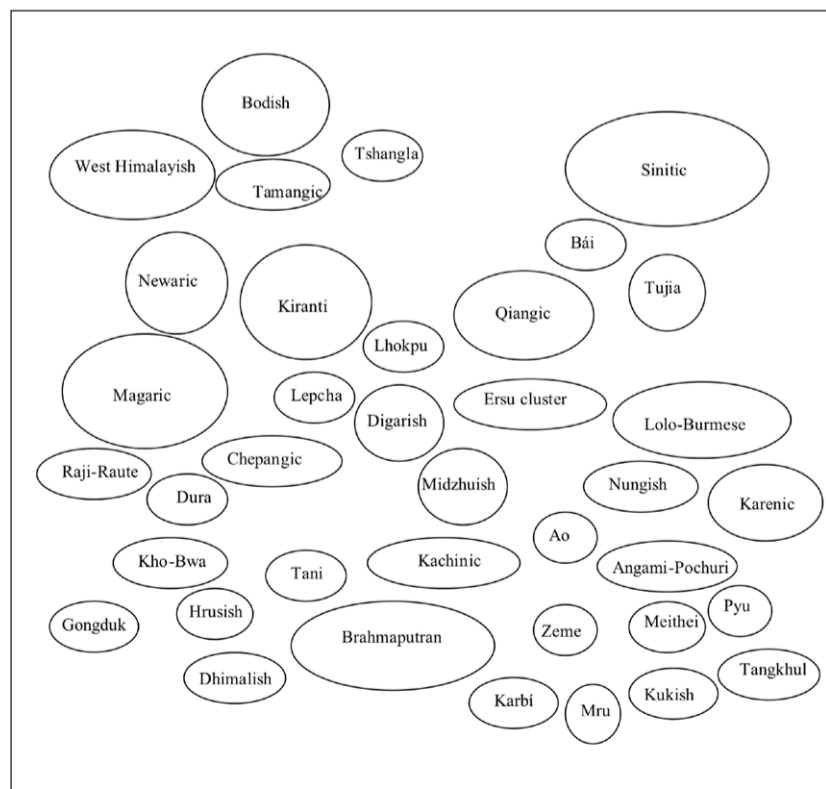 Bodish
Tshangla
West Himalayish
Sinitic
Tamangic
Bái
Newaric
Tujia
Kiranti
Qiangic
Lhokpu
Magaric
Lepcha
Ersu cluster
Digarish
Lolo-Burmese
Chepangic
Raji-Raute
Midzhuish
Nungish
Dura
Karenic
Ao
Kho-Bwa
Kachinic
Tani
Angami-Pochuri
Hrusish
Pyu
Gongduk
Meithei
Zeme
Brahmaputran
Tangkhul
Dhimalish
Kukish
Karbí
Mru